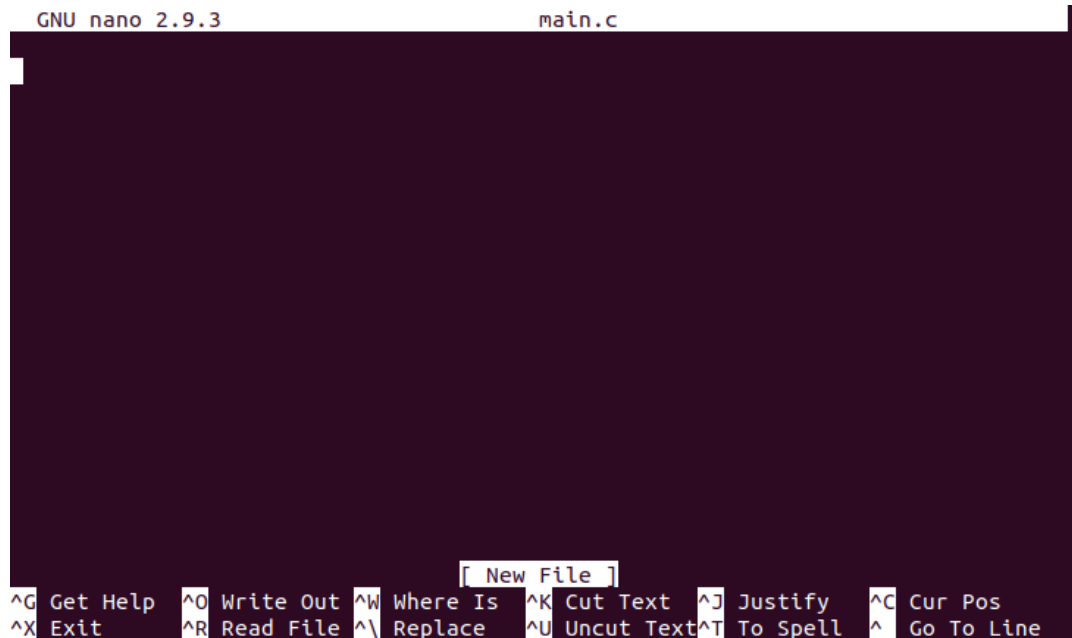 GNU nano 2.9.3 main.c
[ New File ]
^G Get Help ^O Write Out ^W Where Is ^K Cut Text ^J Justify ^C Cur Pos
^X Exit ^R Read File ^\ Replace ^U Uncut Text ^T To Spell ^ Go To Line